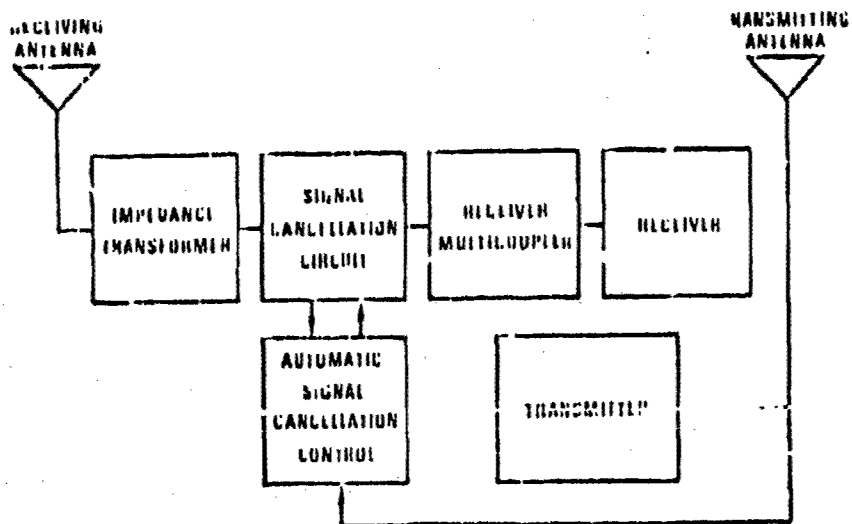 RECEIVING
ANTENNA
TRANSMITTING
ANTENNA
IMPEDANCE
TRANSFORMER
SIGNAL
CANCELLATION
CIRCUIT
RECEIVER
MULTICOUPLER
RECEIVER
AUTOMATIC
SIGNAL
CANCELLATION
CONTROL
TRANSMITTER